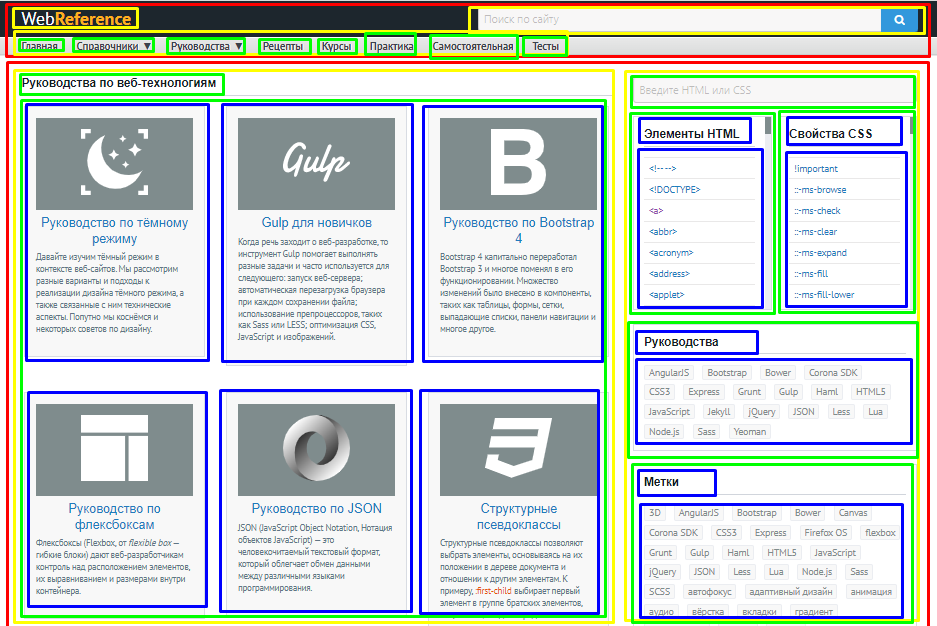 WebReference
Поиск по сайту
Главная Справочники ▼ Руководства ▼ Рецепты Курсы Практика Самостоятельная Тесты
Руководства по веб-технологиям
Руководство по тёмному
режиму
Давайте изучим тёмный режим в
контексте веб-сайтов. Мы рассмотрим
разные варианты и подходы к
реализации дизайна тёмного режима, а
также связанные с ним технические
аспекты. Попутно мы коснёмся и
некоторых советов по дизайну.
Gulp
Gulp для новичков
Когда речь заходит о веб-разработке, то
инструмент Gulp помогает выполнять
разные задачи и часто используется для
следующего: запуск веб-сервера;
автоматическая перезагрузка браузера
при каждом сохранении файла;
использование препроцессоров, таких
как Sass или LESS; оптимизация CSS,
JavaScript и изображений.
B
Руководство по Bootstrap
4
Bootstrap 4 капитально переработал
Bootstrap 3 и многое поменял в его
функционировании. Множество
изменений было внесено в компоненты,
таких как таблицы, формы, сетки,
выпадающие списки, панели навигации и
многое другое.
Руководство по
флексбоксам
Флексбоксы (Flexbox, от flexible box —
гибкие блоки) дают веб-разработчикам
контроль над расположением элементов,
их выравниванием и размерами внутри
контейнера.
Руководство по JSON
JSON (JavaScript Object Notation, Нотация
объектов JavaScript) — это
человекочитаемый текстовый формат,
который облегчает обмен данными
между различными языками
программирования.
Структурные
псевдоклассы
Структурные псевдоклассы позволяют
выбрать элементы, основываясь на их
положении в дереве документа и
отношении к другим элементам. К
примеру, :first-child выбирает первый
элемент в группе братских элементов,
Введите HTML или CSS
Элементы HTML
<!---->
<!DOCTYPE>
<a>
<abbr>
<acronym>
<address>
<applet>
Свойства CSS
!important
::-ms-browse
::-ms-check
::-ms-clear
::-ms-expand
::-ms-fill
::-ms-fill-lower
Руководства
AngularJS Bootstrap Bower Corona SDK
CSS3 Express Grunt Gulp Haml HTML5
JavaScript Jekyll jQuery JSON Less Lua
Node.js Sass Yeoman
Метки
3D AngularJS Bootstrap Bower Canvas
Corona SDK CSS3 Express Firefox OS flexbox
Grunt Gulp Haml HTML5 JavaScript
jQuery JSON Less Lua Node.js Sass
SCSS автофокус адаптивный дизайн анимация
аудио вёрстка вкладки градиент